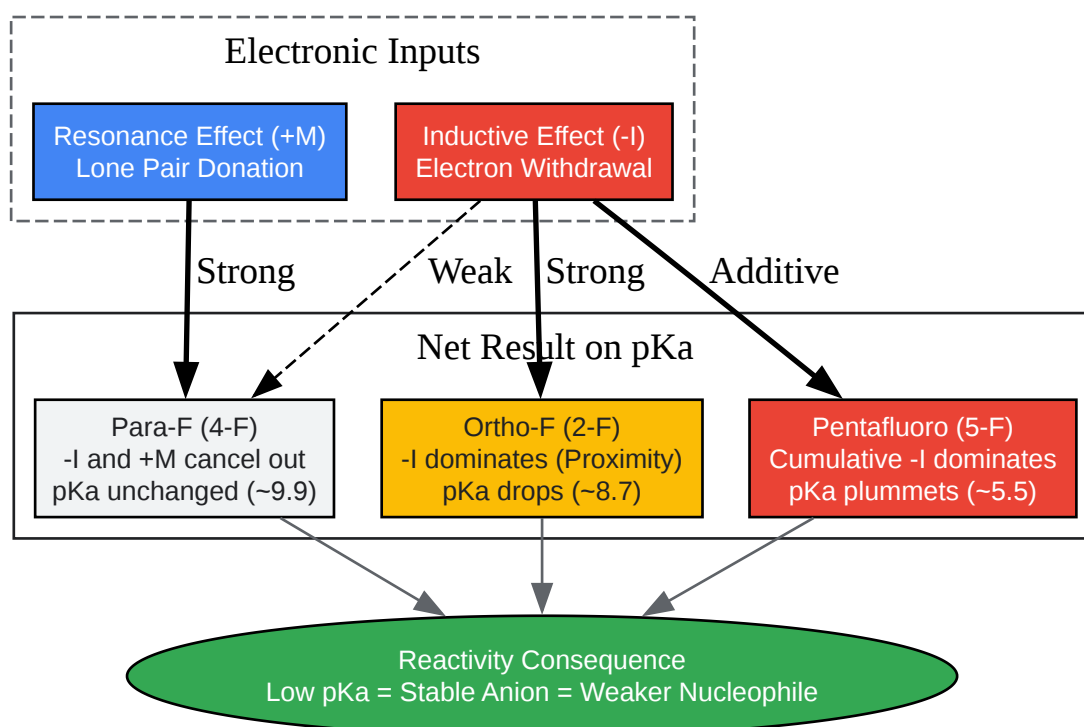 Electronic Inputs
Resonance Effect (+M)
Lone Pair Donation
Inductive Effect (-I)
Electron Withdrawal
Strong
Weak
Strong
Additive
Net Result on pKa
Para-F (4-F)
-I and +M cancel out
pKa unchanged (~9.9)
Ortho-F (2-F)
-I dominates (Proximity)
pKa drops (~8.7)
Pentafluoro (5-F)
Cumulative -I dominates
pKa plummets (~5.5)
Reactivity Consequence
Low pKa = Stable Anion = Weaker Nucleophile